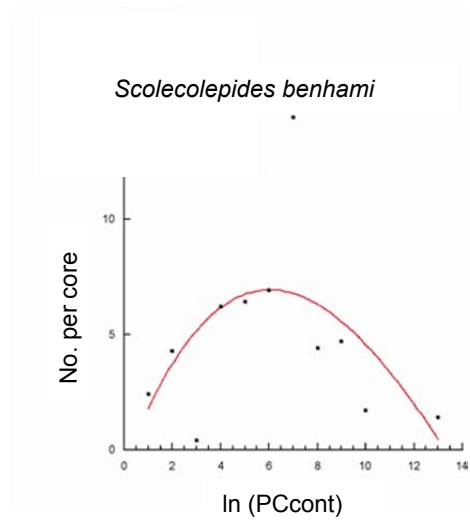 Scolecolepides benhami
10
No. per core
5
0
0 2 4 6 8 10 12 14
ln (PCcont)